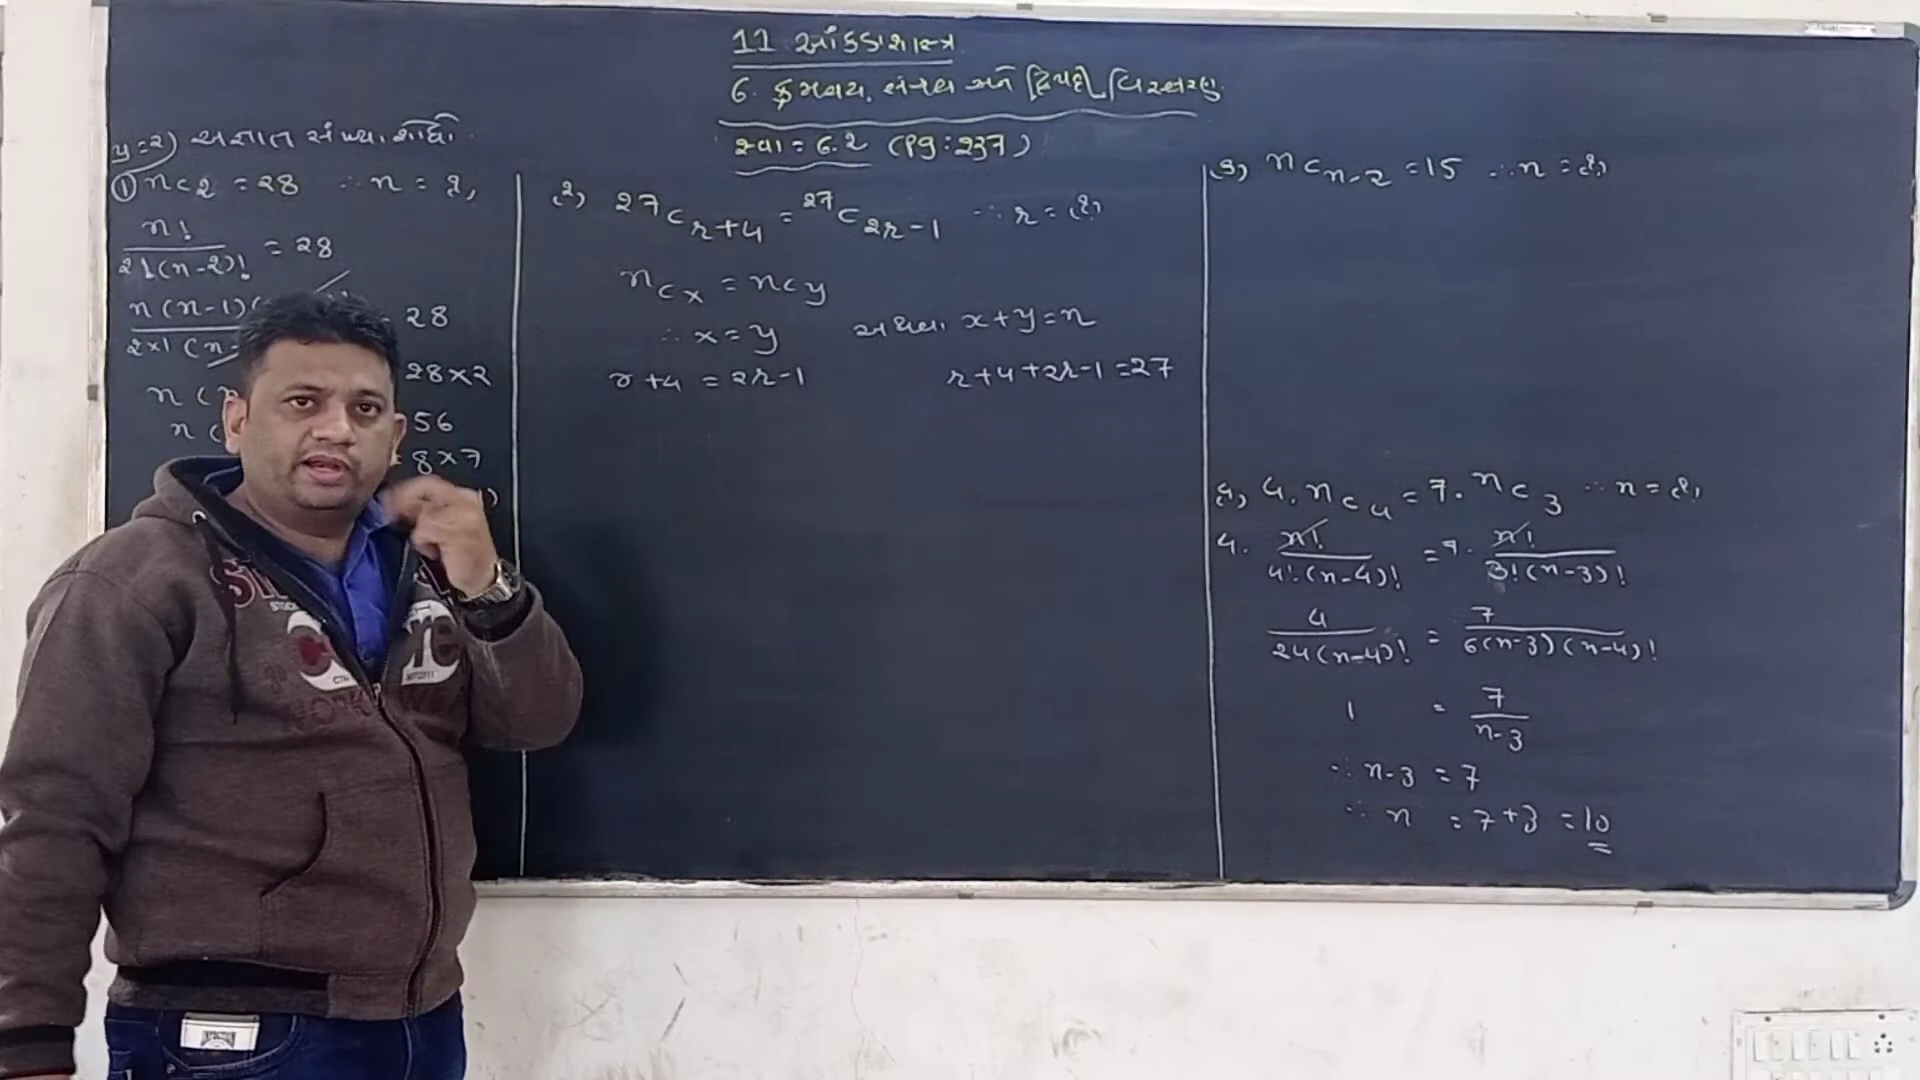 11 આંકડાશાસ્ત્ર
6. ક્રમચય, સંચય અને દ્વિપદી વિસ્તરણ
સ્વા = 6.2 (Pg : 237)
અજ્ઞાત સંખ્યા શોધો
① nC2 = 28 ∴ n = ?
n! / 2!(n-2)! = 28
n(n-1)( = 28
2×1 (n-
28×2
56
= 8×7
(2) 27Cr+4 = 27C2r-1 ∴ r = (?)
nCx = nCy
∴ x = y અથવા x+y = n
r+4 = 2r-1 r+4+2r-1 = 27
(3) nCn-2 = 15 ∴ n = (?)
4. nC4 = 7. nC3 ∴ n = (?)
4. n! / 4!(n-4)! = 7. n! / 3!(n-3)!
4 / 24(n-4)! = 7 / 6(n-3)(n-4)!
1 = 7 / n-3
∴ n-3 = 7
∴ n = 7+3 = 10